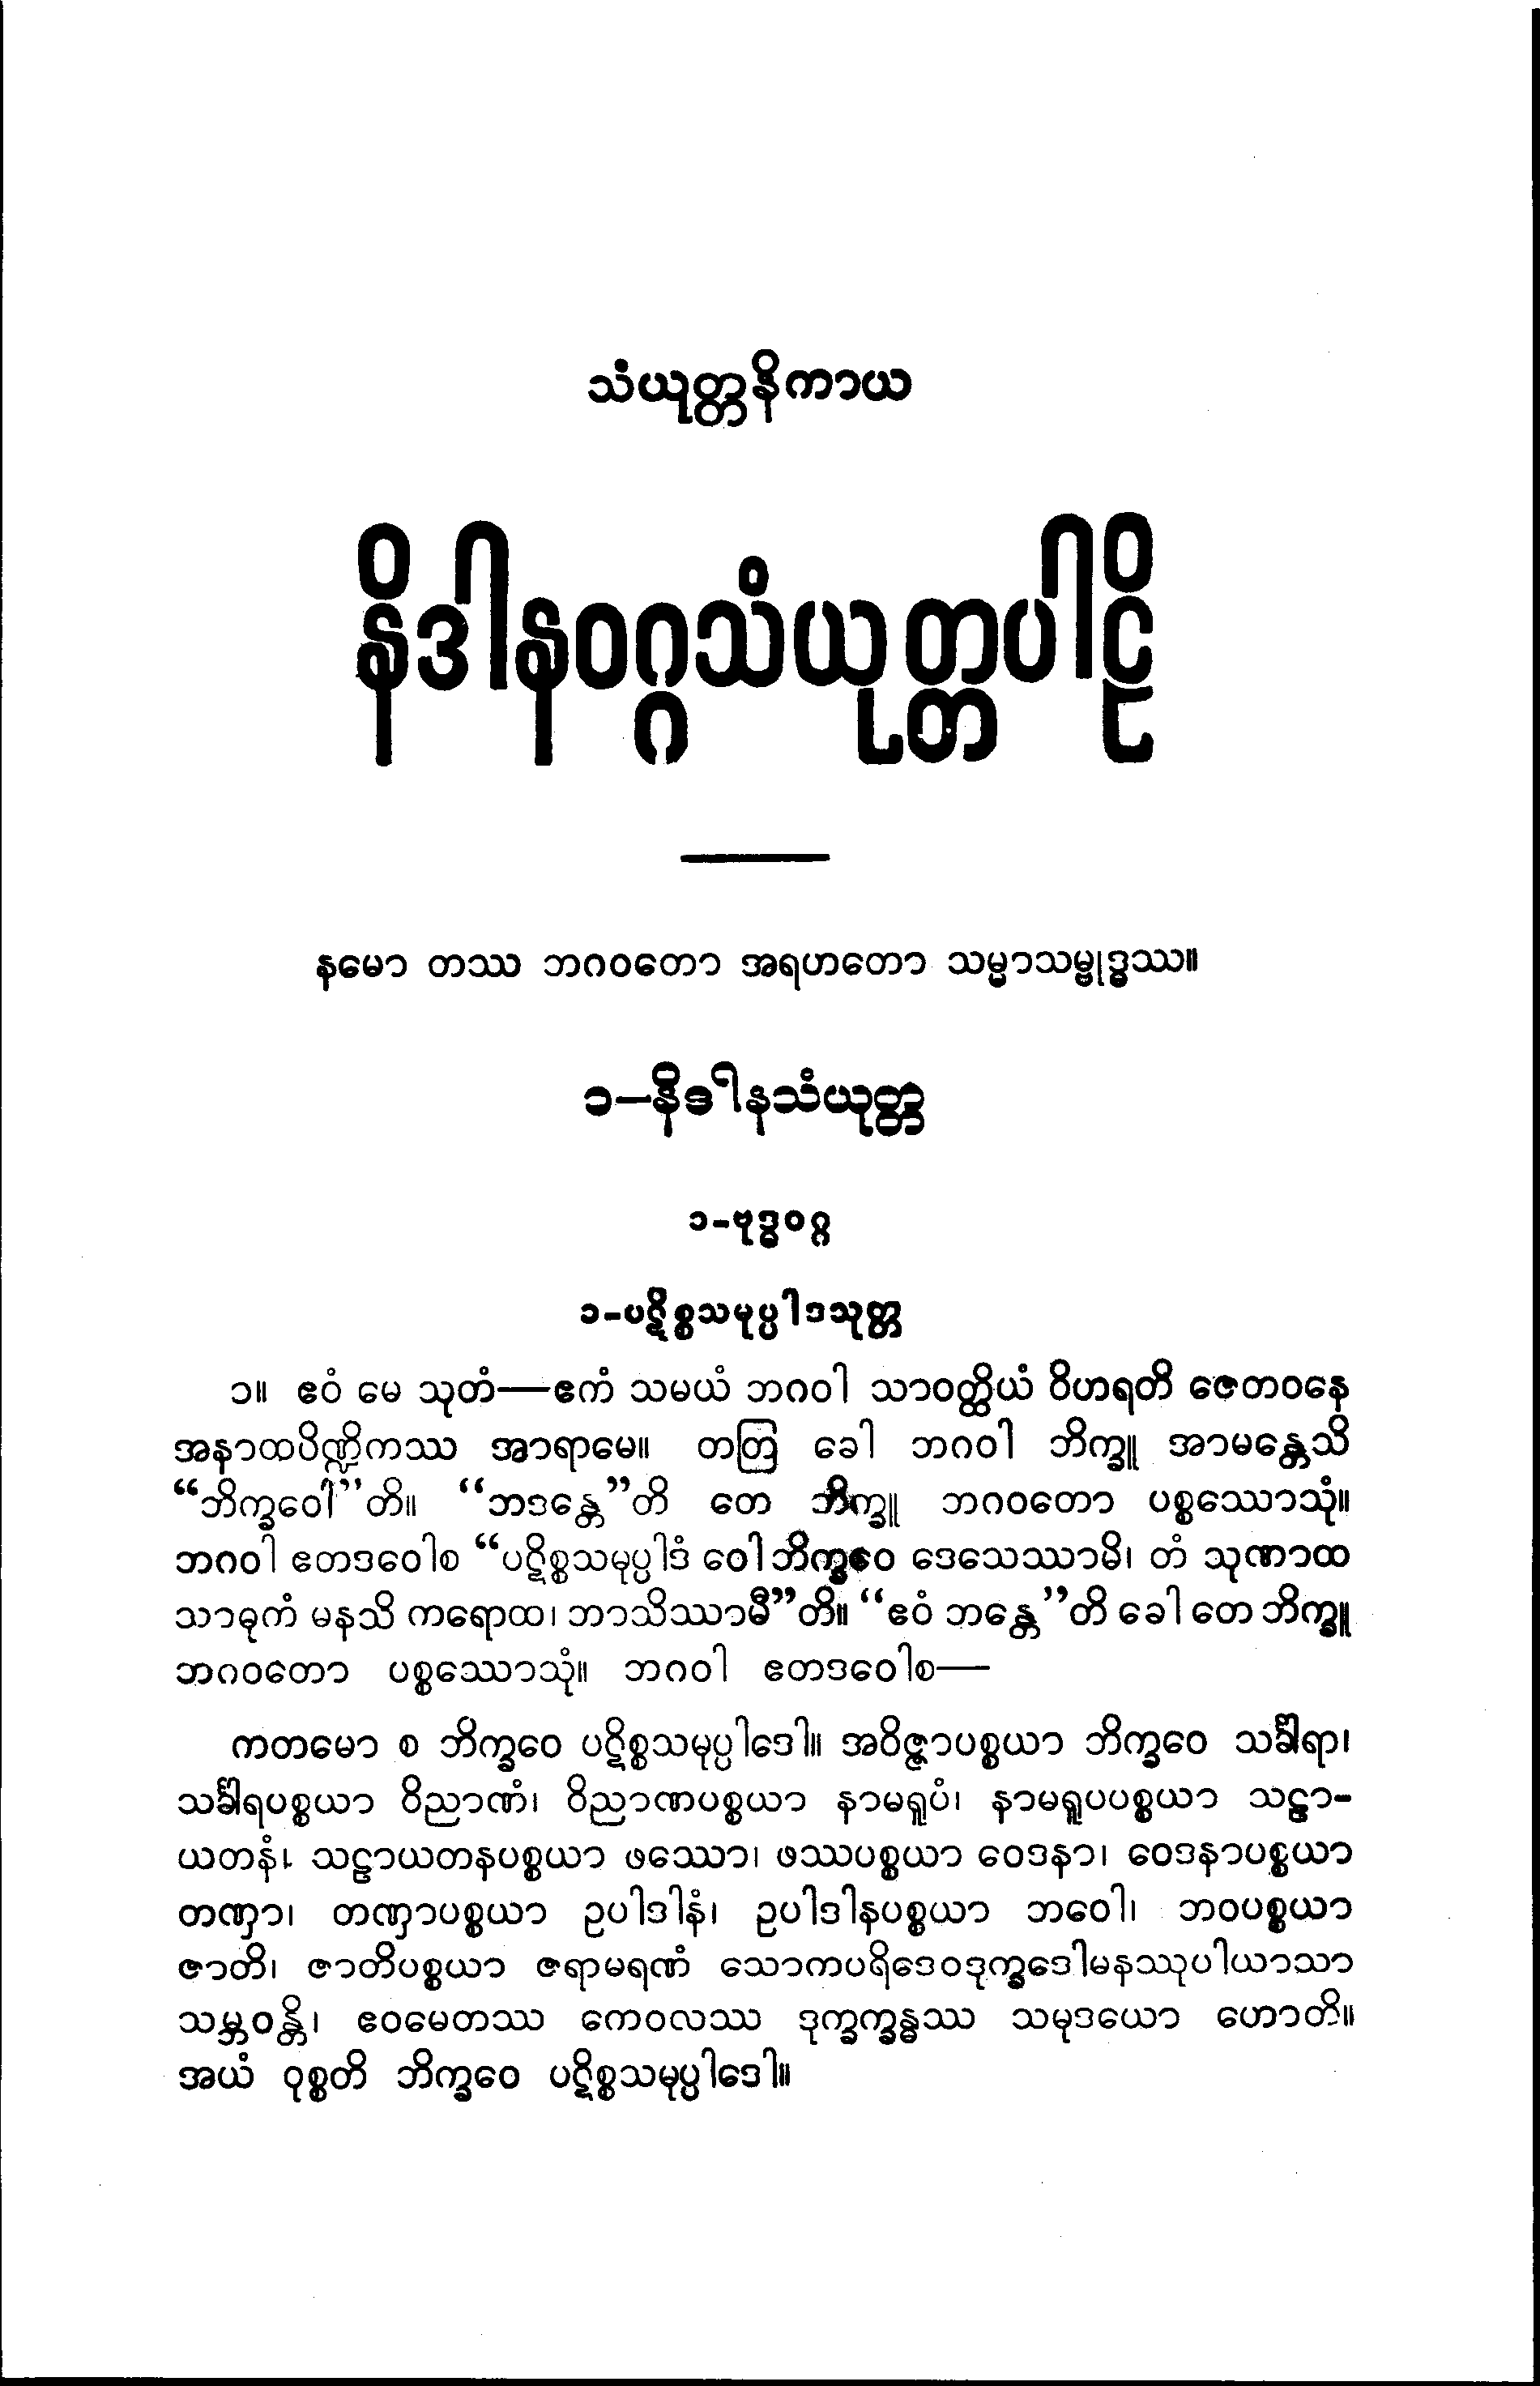 သံယုတ္တနိကာယ
နိဒါနဝဂ္ဂသံယုတ္တပါဠိ
နမော တဿ ဘဂဝတော အရဟတော သမ္မာသမ္ဗုဒ္ဓဿ။
၁–နိဒါနသံယုတ္တ
၁-ဗုဒ္ဓဝဂ္ဂ
၁-ပဋိစ္စသမုပ္ပါဒသုတ္တ
၁။ ဧဝံ မေ သုတံ—ဧကံ သမယံ ဘဂဝါ သာဝတ္ထိယံ ဝိဟရတိ ဇေတဝနေ
အနာထပိဏ္ဍိကဿ အာရာမေ။ တတြ ခေါ ဘဂဝါ ဘိက္ခူ အာမန္တေသိ
“ဘိက္ခဝေါ”တိ။ “ဘဒန္တေ”တိ တေ ဘိက္ခူ ဘဂဝတော ပစ္စဿောသုံ။
ဘဂဝါ ဧတဒဝေါစ “ပဋိစ္စသမုပ္ပါဒံ ဝေါ ဘိက္ခဝေ ဒေသေဿာမိ၊ တံ သုဏာထ
သာဓုကံ မနသိ ကရောထ၊ ဘာသိဿာမီ”တိ။ “ဧဝံ ဘန္တေ”တိ ခေါ တေ ဘိက္ခူ
ဘဂဝတော ပစ္စဿောသုံ။ ဘဂဝါ ဧတဒဝေါစ—
ကတမော စ ဘိက္ခဝေ ပဋိစ္စသမုပ္ပါဒေါ။ အဝိဇ္ဇာပစ္စယာ ဘိက္ခဝေ သင်္ခါရာ၊
သင်္ခါရပစ္စယာ ဝိညာဏံ၊ ဝိညာဏပစ္စယာ နာမရူပံ၊ နာမရူပပစ္စယာ သဠာ-
ယတနံ၊ သဠာယတနပစ္စယာ ဖဿော၊ ဖဿပစ္စယာ ဝေဒနာ၊ ဝေဒနာပစ္စယာ
တဏှာ၊ တဏှာပစ္စယာ ဥပါဒါနံ၊ ဥပါဒါနပစ္စယာ ဘဝေါ၊ ဘဝပစ္စယာ
ဇာတိ၊ ဇာတိပစ္စယာ ဇရာမရဏံ သောကပရိဒေဝဒုက္ခဒေါမနဿုပါယာသာ
သမ္ဘဝန္တိ၊ ဧဝမေတဿ ကေဝလဿ ဒုက္ခက္ခန္ဓဿ သမုဒယော ဟောတိ။
အယံ ဝုစ္စတိ ဘိက္ခဝေ ပဋိစ္စသမုပ္ပါဒေါ။